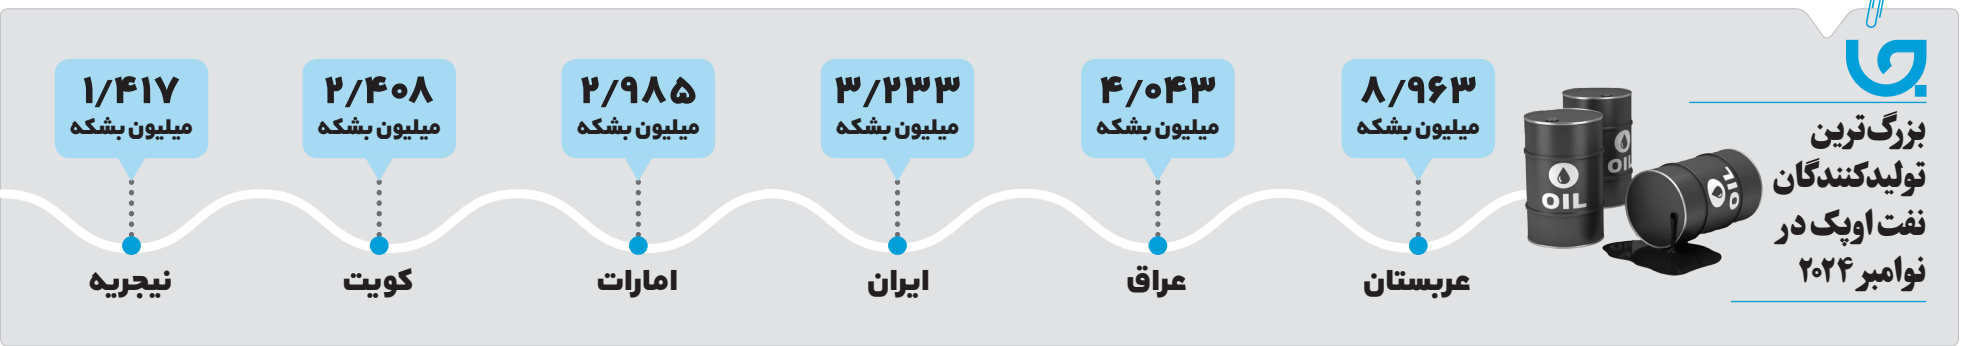 بزرگ‌ترین
تولیدکنندگان
نفت اوپک در
نوامبر ۲۰۲۴
OIL
OIL
OIL
۸/۹۶۳
میلیون بشکه
عربستان
۴/۰۴۳
میلیون بشکه
عراق
۳/۲۳۳
میلیون بشکه
ایران
۲/۹۸۵
میلیون بشکه
امارات
۲/۴۰۸
میلیون بشکه
کویت
۱/۴۱۷
میلیون بشکه
نیجریه